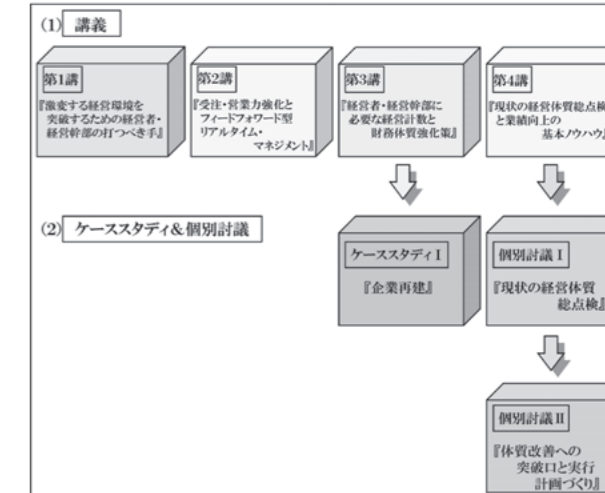 (1) 講義
第1講
『激変する経営環境を
突破するための経営者・
経営幹部の打つべき手』
第2講
『受注・営業力強化と
フィードフォワード型
リアルタイム・
マネジメント』
第3講
『経営者・経営幹部に
必要な経営計数と
財務体質強化策』
第4講
『現状の経営体質総点検
と業績向上の
基本ノウハウ』
(2) ケーススタディ&個別討議
ケーススタディ I
『企業再建』
個別討議 I
『現状の経営体質
総点検』
個別討議 II
『体質改善への
突破口と実行
計画づくり』